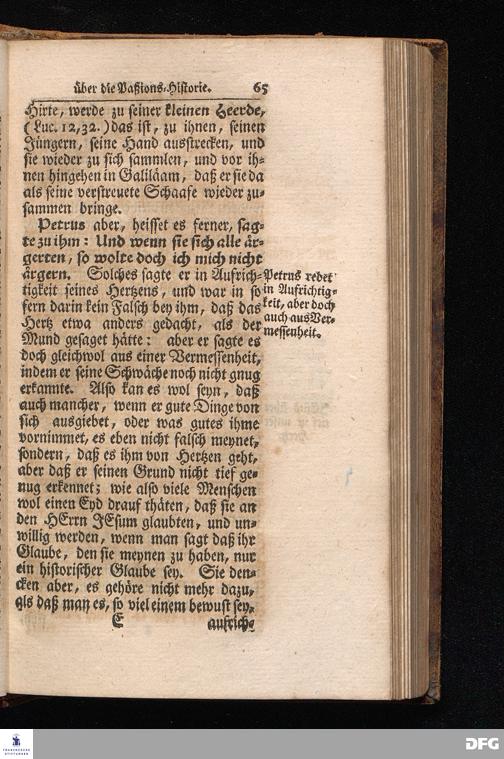 über die Paßions-Historie. 65
Hirte, werde zu seiner kleinen Heerde,
(Luc. 12,32.) das ist, zu ihnen, seinen
Jüngern, seine Hand ausstrecken, und
sie wieder zu sich sammlen, und vor ih-
nen hingehen in Galiläam, daß er sie da
als seine verstreuete Schaafe wieder zu-
sammen bringe.
Petrus aber, heisset es ferner, sag-
te zu ihm: Und wenn sie sich alle är-
gerten, so wolte doch ich mich nicht
ärgern. Solches sagte er in Aufrich-
tigkeit seines Hertzens, und war in so
fern darin kein Falsch bey ihm, daß das
Hertz etwa anders gedacht, als der
Mund gesaget hätte: aber er sagte es
doch gleichwol aus einer Vermessenheit,
indem er seine Schwäche noch nicht gnug
erkannte. Also kan es wol seyn, daß
auch mancher, wenn er gute Dinge von
sich ausgiebet, oder was gutes ihme
vornimmet, es eben nicht falsch meynet,
sondern, daß es ihm von Hertzen geht,
aber daß er seinen Grund nicht tief ge-
nug erkennet; wie also viele Menschen
wol einen Eyd drauf thäten, daß sie an
den HErrn JEsum glaubten, und un-
willig werden, wenn man sagt daß ihr
Glaube, den sie meynen zu haben, nur
ein historischer Glaube sey. Sie den-
cken aber, es gehöre nicht mehr dazu,
als daß man es, so viel einem bewust sey,
E aufrich-
Petrus redet
in Aufrichtig-
keit, aber doch
auch aus Ver-
messenheit.
FRANCKESCHE
STIFTUNGEN
DFG